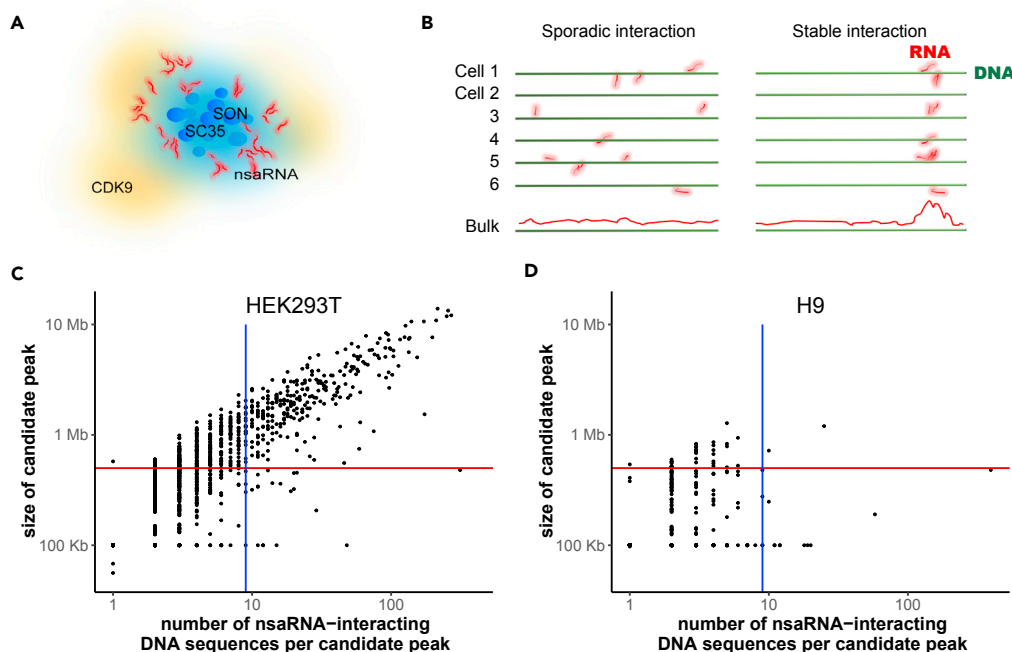 A
SON
SC35
nsaRNA
CDK9
B
Sporadic interaction
Stable interaction
RNA
DNA
Cell 1
Cell 2
3
4
5
6
Bulk
C
HEK293T
10 Mb
1 Mb
100 Kb
size of candidate peak
1
10
100
number of nsaRNA−interacting
DNA sequences per candidate peak
D
H9
10 Mb
1 Mb
100 Kb
size of candidate peak
1
10
100
number of nsaRNA−interacting
DNA sequences per candidate peak